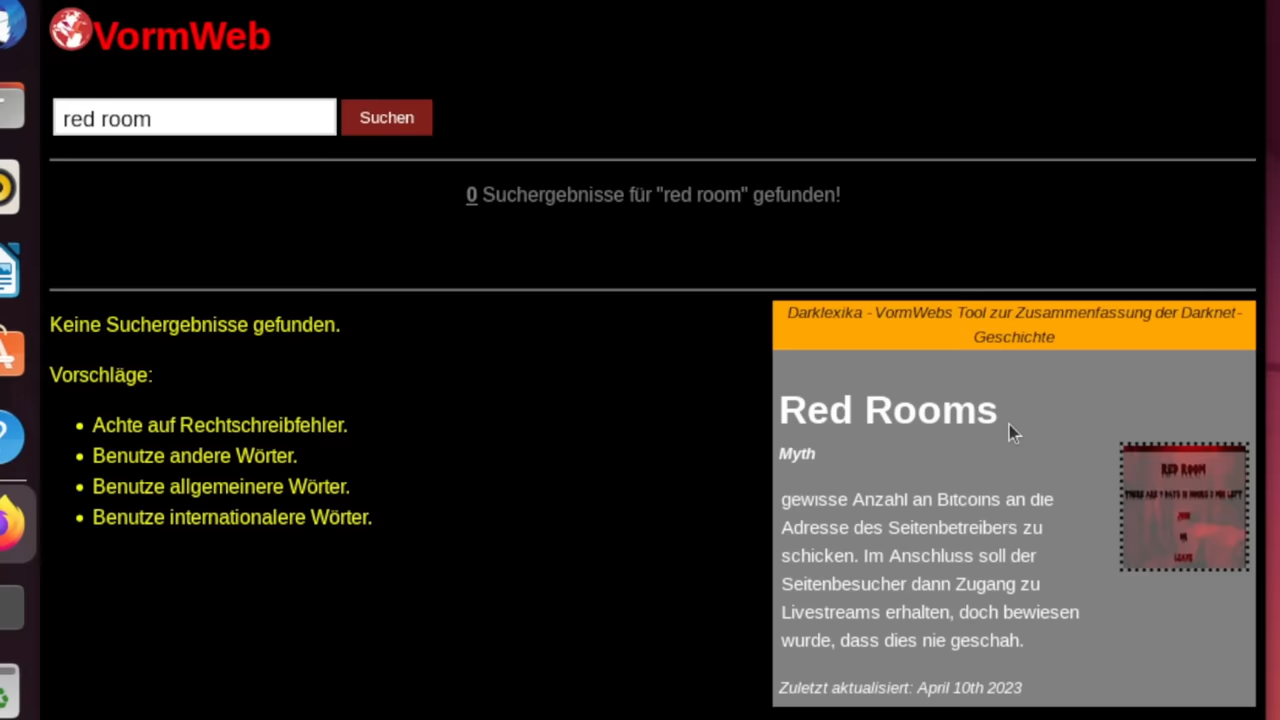 VormWeb
red room
Suchen
0 Suchergebnisse für "red room" gefunden!
Keine Suchergebnisse gefunden.
Vorschläge:
Achte auf Rechtschreibfehler.
Benutze andere Wörter.
Benutze allgemeinere Wörter.
Benutze internationalere Wörter.
Darklexika - VormWebs Tool zur Zusammenfassung der Darknet-
Geschichte
Red Rooms
Myth
gewisse Anzahl an Bitcoins an die
Adresse des Seitenbetreibers zu
schicken. Im Anschluss soll der
Seitenbesucher dann Zugang zu
Livestreams erhalten, doch bewiesen
wurde, dass dies nie geschah.
RED ROOM
JOIN
LEAVE
Zuletzt aktualisiert: April 10th 2023